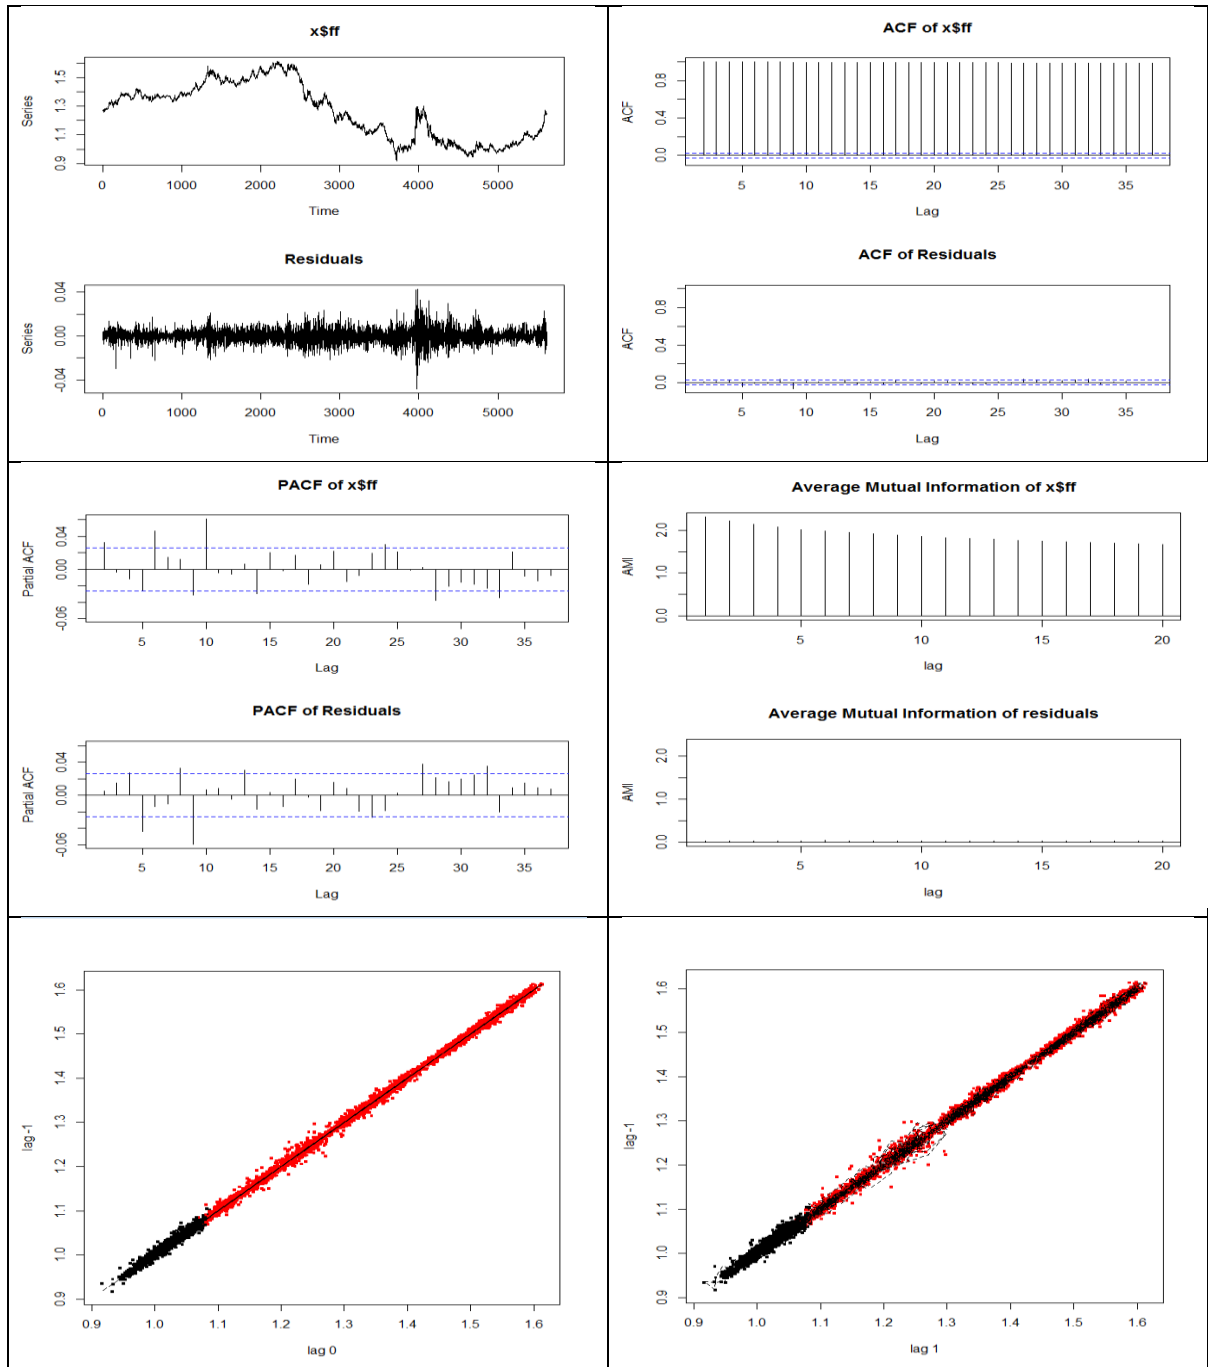 x$ff
Series
0.9 1.1 1.3 1.5
0 1000 2000 3000 4000 5000
Time
Residuals
Series
-0.04 0.00 0.04
0 1000 2000 3000 4000 5000
Time
ACF of x$ff
ACF
0.0 0.4 0.8
5 10 15 20 25 30 35
Lag
ACF of Residuals
ACF
0.0 0.4 0.8
5 10 15 20 25 30 35
Lag
PACF of x$ff
Partial ACF
-0.06 0.00 0.04
5 10 15 20 25 30 35
Lag
PACF of Residuals
Partial ACF
-0.06 0.00 0.04
5 10 15 20 25 30 35
Lag
Average Mutual Information of x$ff
AMI
0.0 1.0 2.0
5 10 15 20
lag
Average Mutual Information of residuals
AMI
0.0 1.0 2.0
5 10 15 20
lag
lag -1
0.9 1.0 1.1 1.2 1.3 1.4 1.5 1.6
0.9 1.0 1.1 1.2 1.3 1.4 1.5 1.6
lag 0
lag -1
0.9 1.0 1.1 1.2 1.3 1.4 1.5 1.6
0.9 1.0 1.1 1.2 1.3 1.4 1.5 1.6
lag 1